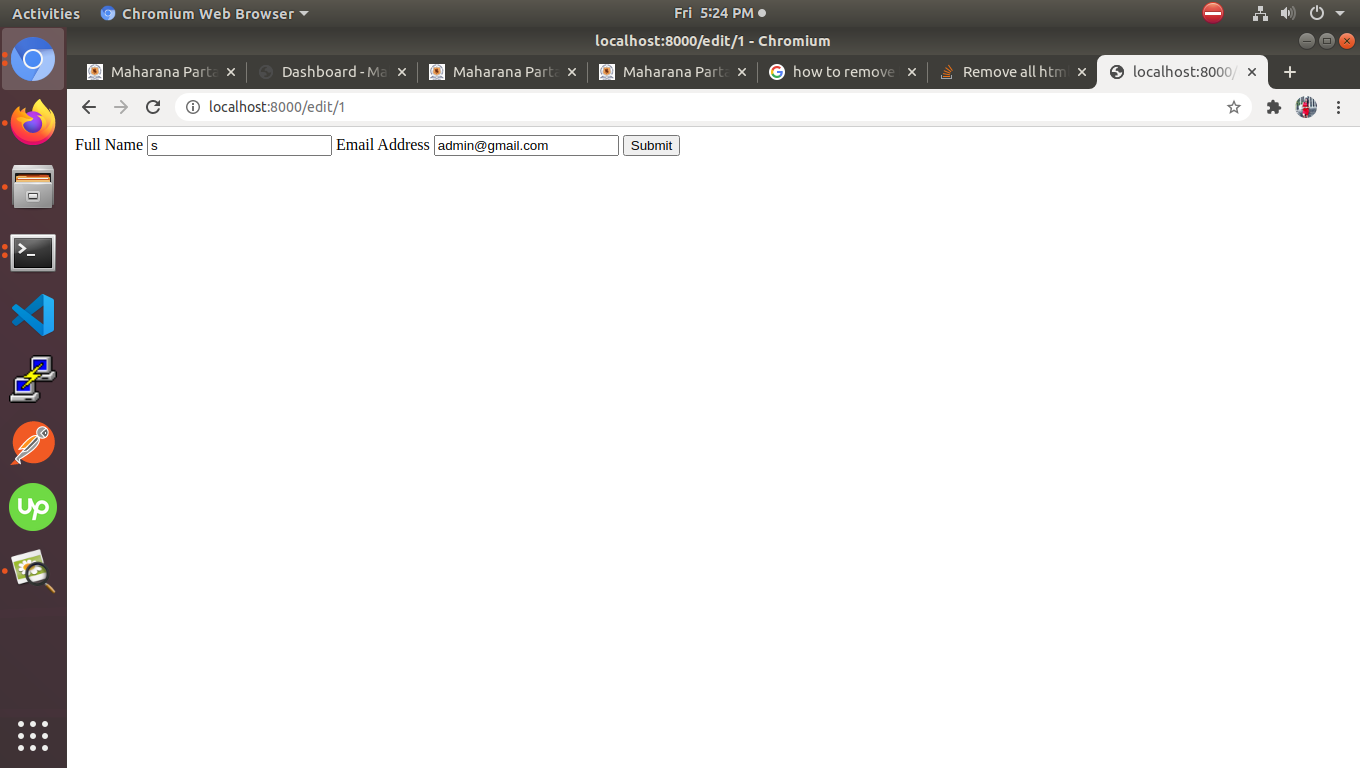 Activities Chromium Web Browser Fri 5:24 PM
localhost:8000/edit/1 - Chromium
Maharana Parta Dashboard - Ma Maharana Parta Maharana Parta how to remove Remove all html localhost:8000/
localhost:8000/edit/1
Full Name s Email Address admin@gmail.com Submit
up